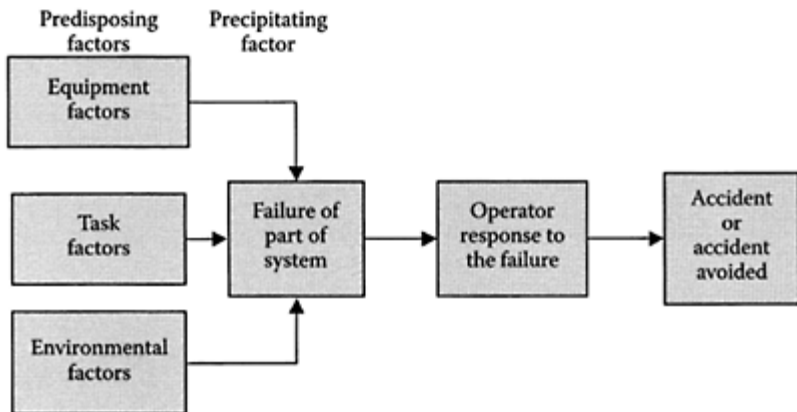 Predisposing
factors
Precipitating
factor
Equipment
factors
Task
factors
Failure of
part of
system
Operator
response to
the failure
Accident
or
accident
avoided
Environmental
factors